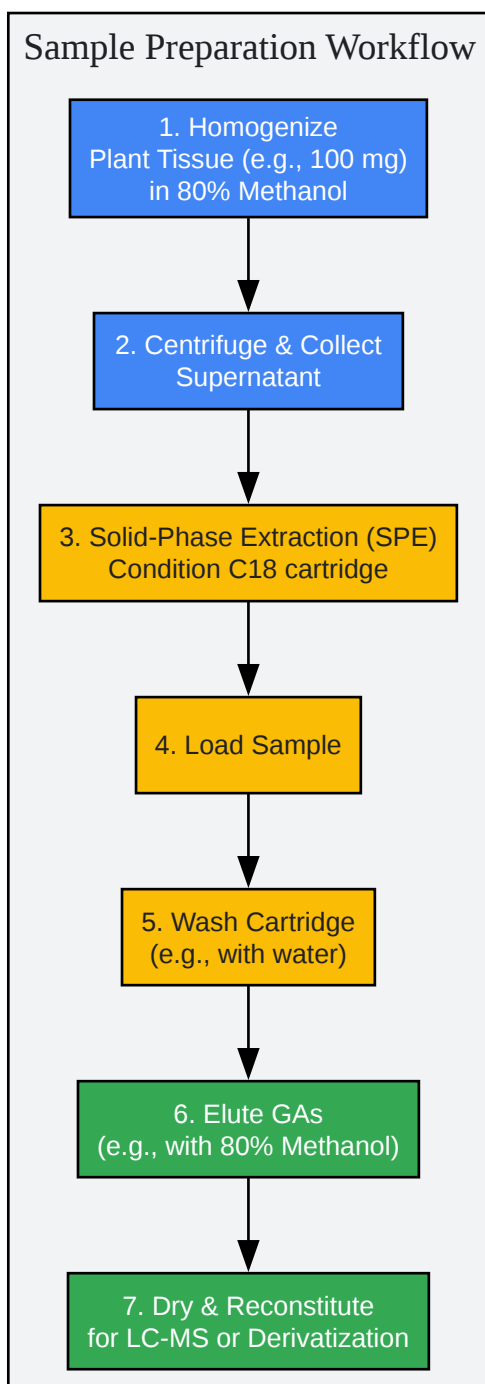 Sample Preparation Workflow
1. Homogenize
Plant Tissue (e.g., 100 mg)
in 80% Methanol
2. Centrifuge & Collect
Supernatant
3. Solid-Phase Extraction (SPE)
Condition C18 cartridge
4. Load Sample
5. Wash Cartridge
(e.g., with water)
6. Elute GAs
(e.g., with 80% Methanol)
7. Dry & Reconstitute
for LC-MS or Derivatization